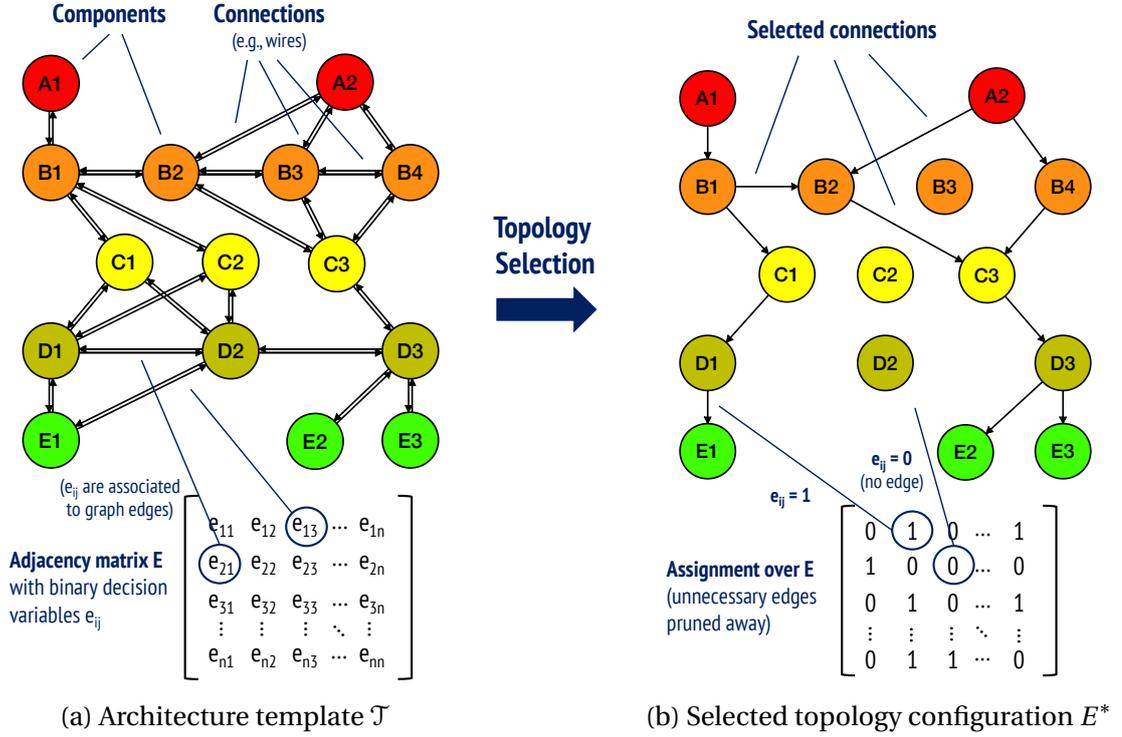 Components
Connections
(e.g., wires)
A1
A2
B1
B2
B3
B4
C1
C2
C3
D1
D2
D3
E1
E2
E3
(eij are associated
to graph edges)
Adjacency matrix E
with binary decision
variables eij
e11 e12 e13 ··· e1n
e21 e22 e23 ··· e2n
e31 e32 e33 ··· e3n
⋮ ⋮ ⋮ ⋱ ⋮
en1 en2 en3 ··· enn
(a) Architecture template 𝒯
Topology
Selection
Selected connections
A1
A2
B1
B2
B3
B4
C1
C2
C3
D1
D2
D3
E1
E2
E3
eij = 1
eij = 0
(no edge)
Assignment over E
(unnecessary edges
pruned away)
0 1 0 ··· 1
1 0 0 ··· 0
0 1 0 ··· 1
⋮ ⋮ ⋮ ⋱ ⋮
0 1 1 ··· 0
(b) Selected topology configuration E*